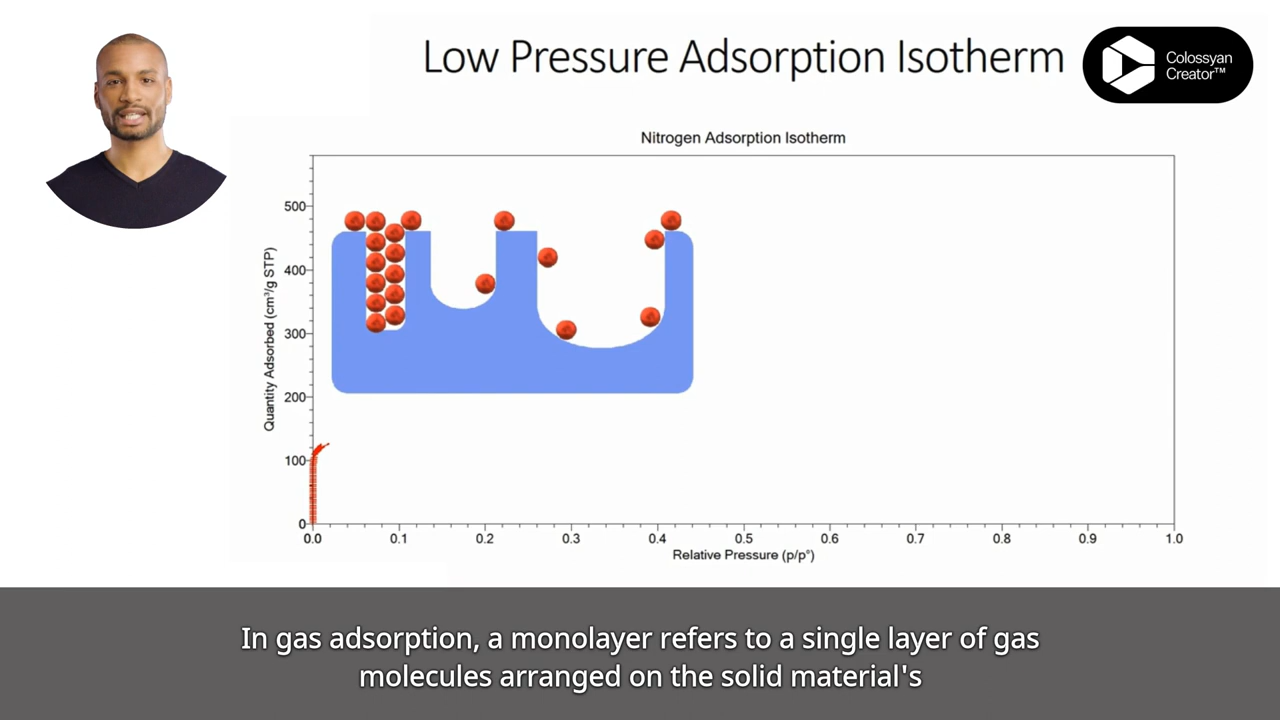 Low Pressure Adsorption Isotherm
Colossyan
Creator™
Nitrogen Adsorption Isotherm
Quantity Adsorbed (cm³/g STP)
500
400
300
200
100
0
0.0 0.1 0.2 0.3 0.4 0.5 0.6 0.7 0.8 0.9 1.0
Relative Pressure (p/p°)
In gas adsorption, a monolayer refers to a single layer of gas
molecules arranged on the solid material's